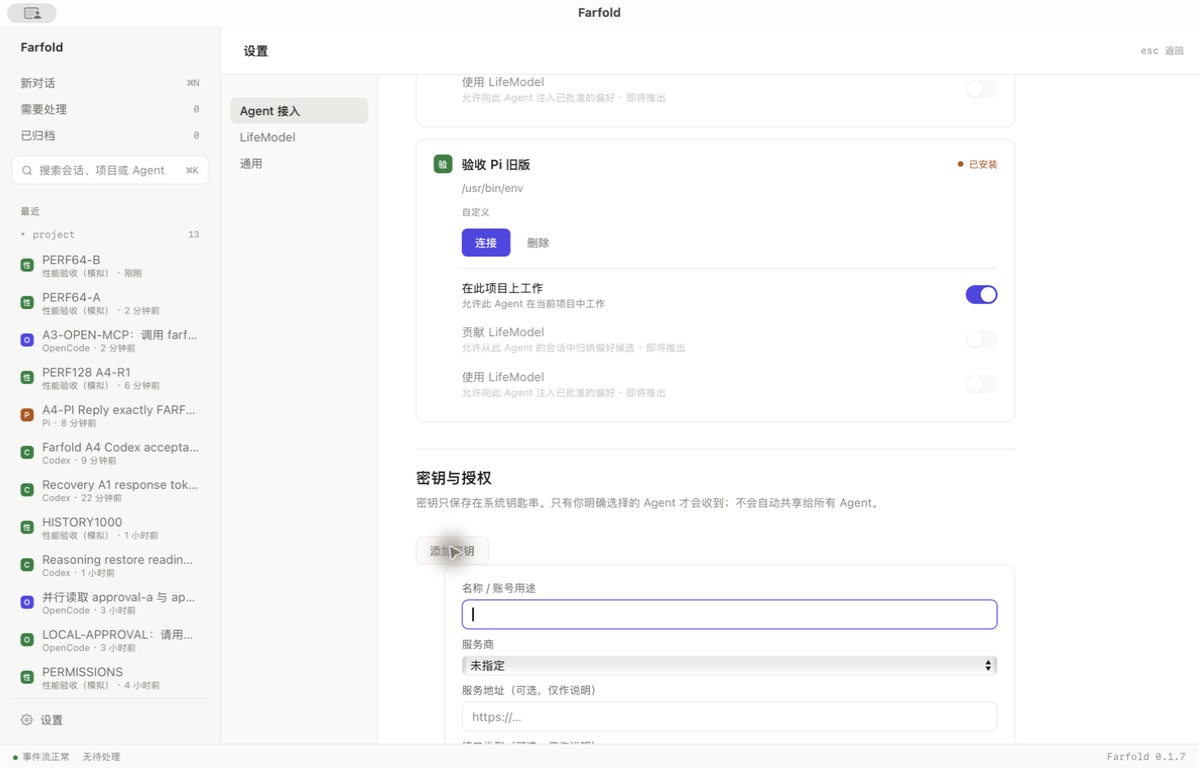 Farfold
Farfold
新对话 ⌘N
需要处理 0
已归档 0
搜索会话、项目或 Agent ⌘K
最近
project 13
性 PERF64-B
性能验收（模拟） · 刚刚
性 PERF64-A
性能验收（模拟） · 2 分钟前
O A3-OPEN-MCP：调用 farf…
OpenCode · 2 分钟前
性 PERF128 A4-R1
性能验收（模拟） · 6 分钟前
P A4-PI Reply exactly FARF…
Pi · 8 分钟前
C Farfold A4 Codex accepta…
Codex · 9 分钟前
C Recovery A1 response tok…
Codex · 22 分钟前
性 HISTORY1000
性能验收（模拟） · 1 小时前
C Reasoning restore readin…
Codex · 1 小时前
O 并行读取 approval-a 与 ap…
OpenCode · 3 小时前
O LOCAL-APPROVAL：请用…
OpenCode · 3 小时前
性 PERMISSIONS
性能验收（模拟） · 4 小时前
设置
设置
esc 返回
Agent 接入
LifeModel
通用
使用 LifeModel
允许向此 Agent 注入已批准的偏好 · 即将推出
验 验收 Pi 旧版 已安装
/usr/bin/env
自定义
连接 删除
在此项目上工作
允许此 Agent 在当前项目中工作
贡献 LifeModel
允许从此 Agent 的会话中归纳偏好候选 · 即将推出
使用 LifeModel
允许向此 Agent 注入已批准的偏好 · 即将推出
密钥与授权
密钥只保存在系统钥匙串。只有你明确选择的 Agent 才会收到；不会自动共享给所有 Agent。
添加密钥
名称 / 账号用途
服务商
未指定
服务地址（可选，仅作说明）
https://…
事件流正常 无待处理
Farfold 0.1.7